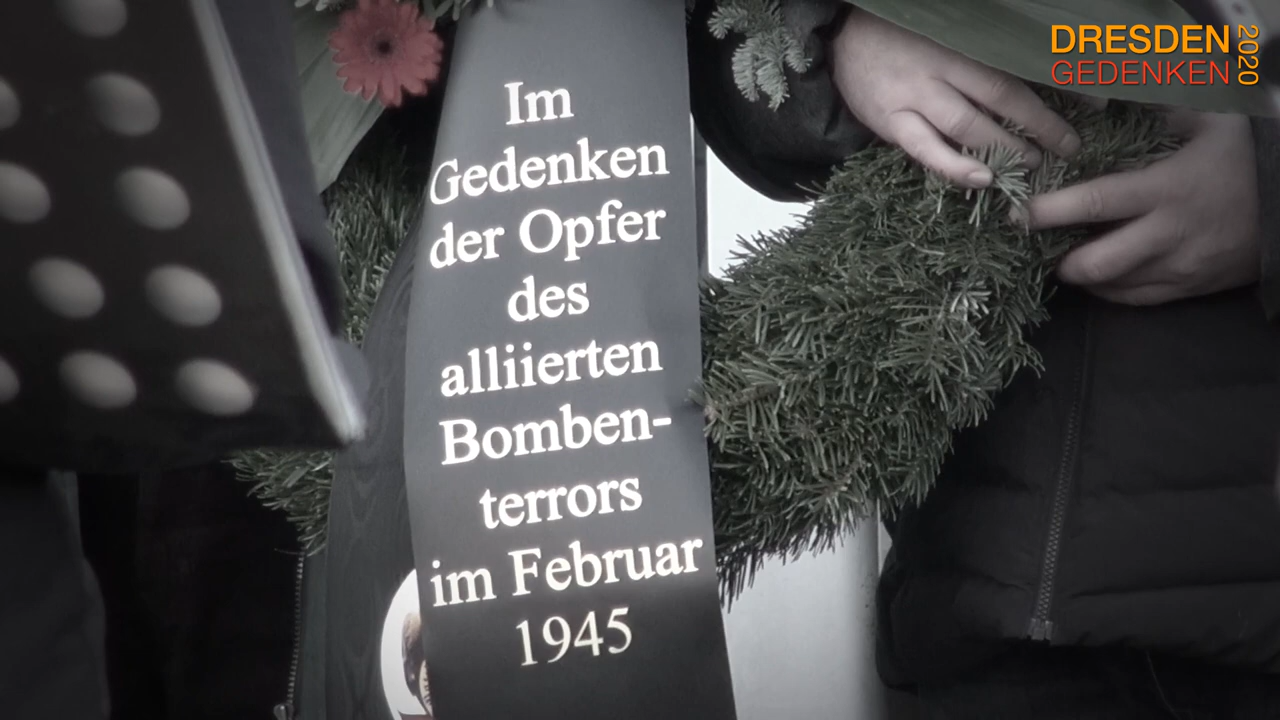 DRESDEN
GEDENKEN
2020
Im
Gedenken
der Opfer
des
alliierten
Bomben-
terrors
im Februar
1945